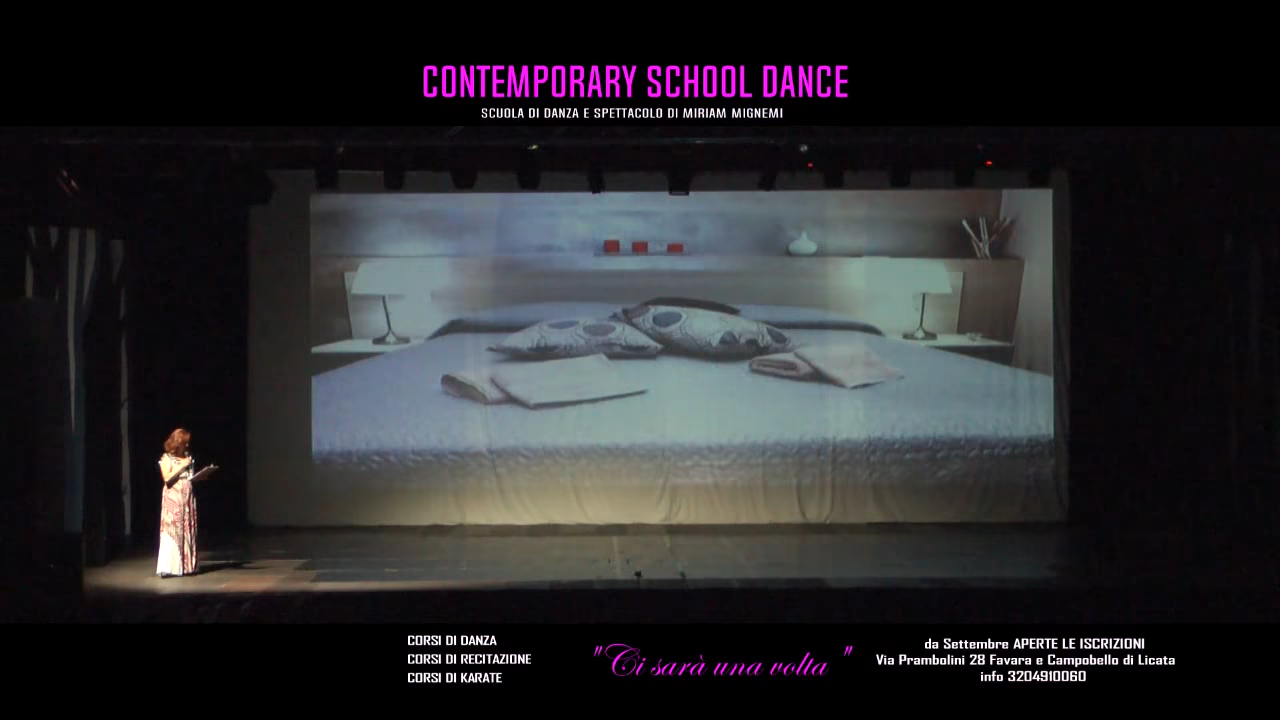 CONTEMPORARY SCHOOL DANCE
SCUOLA DI DANZA E SPETTACOLO DI MIRIAM MIGNEMI
CORSI DI DANZA
CORSI DI RECITAZIONE
CORSI DI KARATE
"Ci sarà una volta "
da Settembre APERTE LE ISCRIZIONI
Via Prambolini 28 Favara e Campobello di Licata
info 3204910060